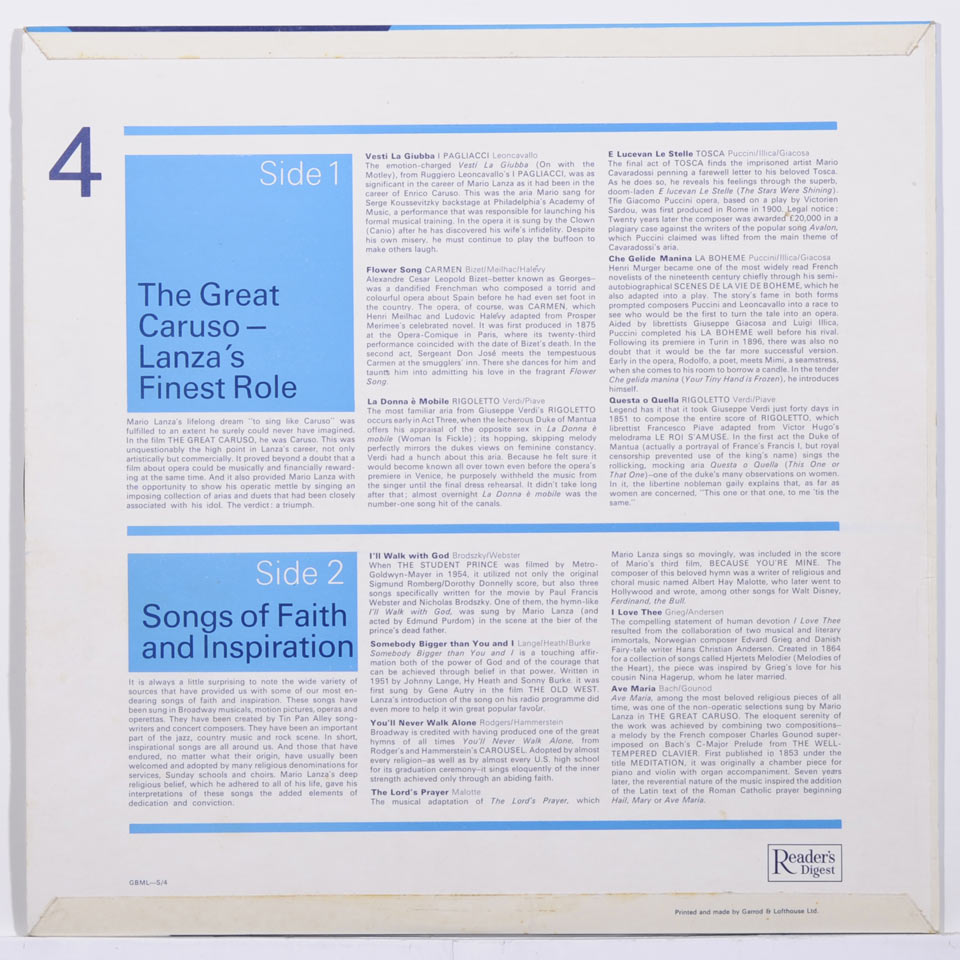 4
Side 1
The Great
Caruso –
Lanza's
Finest Role
Mario Lanza's lifelong dream "to sing like Caruso" was
fulfilled to an extent he surely could never have imagined.
In the film THE GREAT CARUSO, he was Caruso. This was
unquestionably the high point in Lanza's career, not only
artistically but commercially. It proved beyond a doubt that a
film about opera could be musically and financially reward-
ing at the same time. And it also provided Mario Lanza with
the opportunity to show his operatic mettle by singing an
imposing collection of arias and duets that had been closely
associated with his idol. The verdict: a triumph.
Vesti La Giubba I PAGLIACCI Leoncavallo
The emotion-charged Vesti La Giubba (On with the
Motley), from Ruggiero Leoncavallo's I PAGLIACCI, was as
significant in the career of Mario Lanza as it had been in the
career of Enrico Caruso. This was the aria Mario sang for
Serge Koussevitzky backstage at Philadelphia's Academy of
Music, a performance that was responsible for launching his
formal musical training. In the opera it is sung by the Clown
(Canio) after he has discovered his wife's infidelity. Despite
his own misery, he must continue to play the buffoon to
make others laugh.
Flower Song CARMEN Bizet/Meilhac/Halévy
Alexandre Cesar Leopold Bizet–better known as Georges–
was a dandified Frenchman who composed a torrid and
colourful opera about Spain before he had even set foot in
the country. The opera, of course, was CARMEN, which
Henri Meilhac and Ludovic Halévy adapted from Prosper
Merimee's celebrated novel. It was first produced in 1875
at the Opera-Comique in Paris, where its twenty-third
performance coincided with the date of Bizet's death. In the
second act, Sergeant Don José meets the tempestuous
Carmen at the smugglers' inn. There she dances for him and
taunts him into admitting his love in the fragrant Flower
Song.
La Donna è Mobile RIGOLETTO Verdi/Piave
The most familiar aria from Giuseppe Verdi's RIGOLETTO
occurs early in Act Three, when the lecherous Duke of Mantua
offers his appraisal of the opposite sex in La Donna è
mobile (Woman Is Fickle); its hopping, skipping melody
perfectly mirrors the dukes views on feminine constancy.
Verdi had a hunch about this aria. Because he felt sure it
would become known all over town even before the opera's
premiere in Venice, he purposely withheld the music from
the singer until the final dress rehearsal. It didn't take long
after that; almost overnight La Donna è mobile was the
number-one song hit of the canals.
E Lucevan Le Stelle TOSCA Puccini/Illica/Giacosa
The final act of TOSCA finds the imprisoned artist Mario
Cavaradossi penning a farewell letter to his beloved Tosca.
As he does so, he reveals his feelings through the superb,
doom-laden E lucevan Le Stelle (The Stars Were Shining).
The Giacomo Puccini opera, based on a play by Victorien
Sardou, was first produced in Rome in 1900. Legal notice:
Twenty years later the composer was awarded £20,000 in a
plagiary case against the writers of the popular song Avalon,
which Puccini claimed was lifted from the main theme of
Cavaradossi's aria.
Che Gelide Manina LA BOHEME Puccini/Illica/Giacosa
Henri Murger became one of the most widely read French
novelists of the nineteenth century chiefly through his semi-
autobiographical SCENES DE LA VIE DE BOHEME, which he
also adapted into a play. The story's fame in both forms
prompted composers Puccini and Leoncavallo into a race to
see who would be the first to turn the tale into an opera.
Aided by librettists Giuseppe Giacosa and Luigi Illica,
Puccini completed his LA BOHEME well before his rival.
Following its premiere in Turin in 1896, there was also no
doubt that it would be the far more successful version.
Early in the opera, Rodolfo, a poet, meets Mimi, a seamstress,
when she comes to his room to borrow a candle. In the tender
Che gelida manina (Your Tiny Hand is Frozen), he introduces
himself.
Questa o Quella RIGOLETTO Verdi/Piave
Legend has it that it took Giuseppe Verdi just forty days in
1851 to compose the entire score of RIGOLETTO, which
librettist Francesco Piave adapted from Victor Hugo's
melodrama LE ROI S'AMUSE. In the first act the Duke of
Mantua (actually a portrayal of France's Francis I, but royal
censorship prevented use of the king's name) sings the
rollicking, mocking aria Questa o Quella (This One or
That One)–one of the duke's many observations on women.
In it, the libertine nobleman gaily explains that, as far as
women are concerned, "This one or that one, to me 'tis the
same."
Side 2
Songs of Faith
and Inspiration
It is always a little surprising to note the wide variety of
sources that have provided us with some of our most en-
dearing songs of faith and inspiration. These songs have
been sung in Broadway musicals, motion pictures, operas and
operettas. They have been created by Tin Pan Alley song-
writers and concert composers. They have been an important
part of the jazz, country music and rock scene. In short,
inspirational songs are all around us. And those that have
endured, no matter what their origin, have usually been
welcomed and adopted by many religious denominations for
services, Sunday schools and choirs. Mario Lanza's deep
religious belief, which he adhered to all of his life, gave his
interpretations of these songs the added elements of
dedication and conviction.
I'll Walk with God Brodszky/Webster
When THE STUDENT PRINCE was filmed by Metro-
Goldwyn-Mayer in 1954, it utilized not only the original
Sigmund Romberg/Dorothy Donnelly score, but also three
songs specifically written for the movie by Paul Francis
Webster and Nicholas Brodszky. One of them, the hymn-like
I'll Walk with God, was sung by Mario Lanza (and
acted by Edmund Purdom) in the scene at the bier of the
prince's dead father.
Somebody Bigger than You and I Lange/Heath/Burke
Somebody Bigger than You and I is a touching affir-
mation both of the power of God and of the courage that
can be achieved through belief in that power. Written in
1951 by Johnny Lange, Hy Heath and Sonny Burke, it was
first sung by Gene Autry in the film THE OLD WEST.
Lanza's introduction of the song on his radio programme did
even more to help it win great popular favour.
You'll Never Walk Alone Rodgers/Hammerstein
Broadway is credited with having produced one of the great
hymns of all times You'll Never Walk Alone, from
Rodger's and Hammerstein's CAROUSEL. Adopted by almost
every religion–as well as by almost every U.S. high school
for its graduation ceremony–it sings eloquently of the inner
strength achieved only through an abiding faith.
The Lord's Prayer Malotte
The musical adaptation of The Lord's Prayer, which
Mario Lanza sings so movingly, was included in the score
of Mario's third film, BECAUSE YOU'RE MINE. The
composer of this beloved hymn was a writer of religious and
choral music named Albert Hay Malotte, who later went to
Hollywood and wrote, among other songs for Walt Disney,
Ferdinand, the Bull.
I Love Thee Grieg/Andersen
The compelling statement of human devotion I Love Thee
resulted from the collaboration of two musical and literary
immortals, Norwegian composer Edvard Grieg and Danish
Fairy-tale writer Hans Christian Andersen. Created in 1864
for a collection of songs called Hjertets Melodier (Melodies of
the Heart), the piece was inspired by Grieg's love for his
cousin Nina Hagerup, whom he later married.
Ave Maria Bach/Gounod
Ave Maria, among the most beloved religious pieces of all
time, was one of the non-operatic selections sung by Mario
Lanza in THE GREAT CARUSO. The eloquent serenity of
the work was achieved by combining two compositions–
a melody by the French composer Charles Gounod super-
imposed on Bach's C-Major Prelude from THE WELL-
TEMPERED CLAVIER. First published in 1853 under the
title MEDITATION, it was originally a chamber piece for
piano and violin with organ accompaniment. Seven years
later, the reverential nature of the music inspired the addition
of the Latin text of the Roman Catholic prayer beginning
Hail, Mary or Ave Maria.
Reader's
Digest
GBML–S/4
Printed and made by Garrod & Lofthouse Ltd.